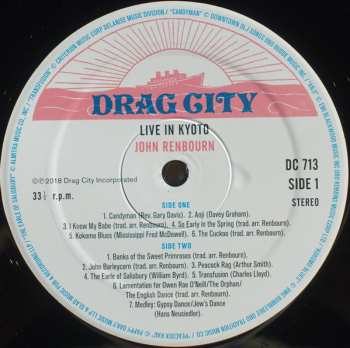 DRAG CITY
LIVE IN KYOTO
JOHN RENBOURN
DC 713
℗©2018 Drag City Incorporated
SIDE 1
33⅓ r.p.m.
STEREO
SIDE ONE
1. Candyman (Rev. Gary Davis) 2. Anji (Davey Graham)
3. I Know My Babe (trad. arr. Renbourn) 4. So Early in the Spring (trad. arr. Renbourn)
5. Kokomo Blues (Mississippi Fred McDowell) 6. The Cuckoo (trad. arr. Renbourn)
SIDE TWO
1. Banks of the Sweet Primroses (trad. arr. Renbourn)
2. John Barleycorn (trad. arr. Renbourn) 3. Peacock Rag (Arthur Smith)
4. The Earle of Salisbury (William Byrd) 5. Transfusion (Charles Lloyd)
6. Lamentation for Owen Roe O'Neill/The Orphan/
The English Dance (trad. arr. Renbourn)
7. Medley: Gypsy Dance/Jew's Dance
(Hans Neusiedler)